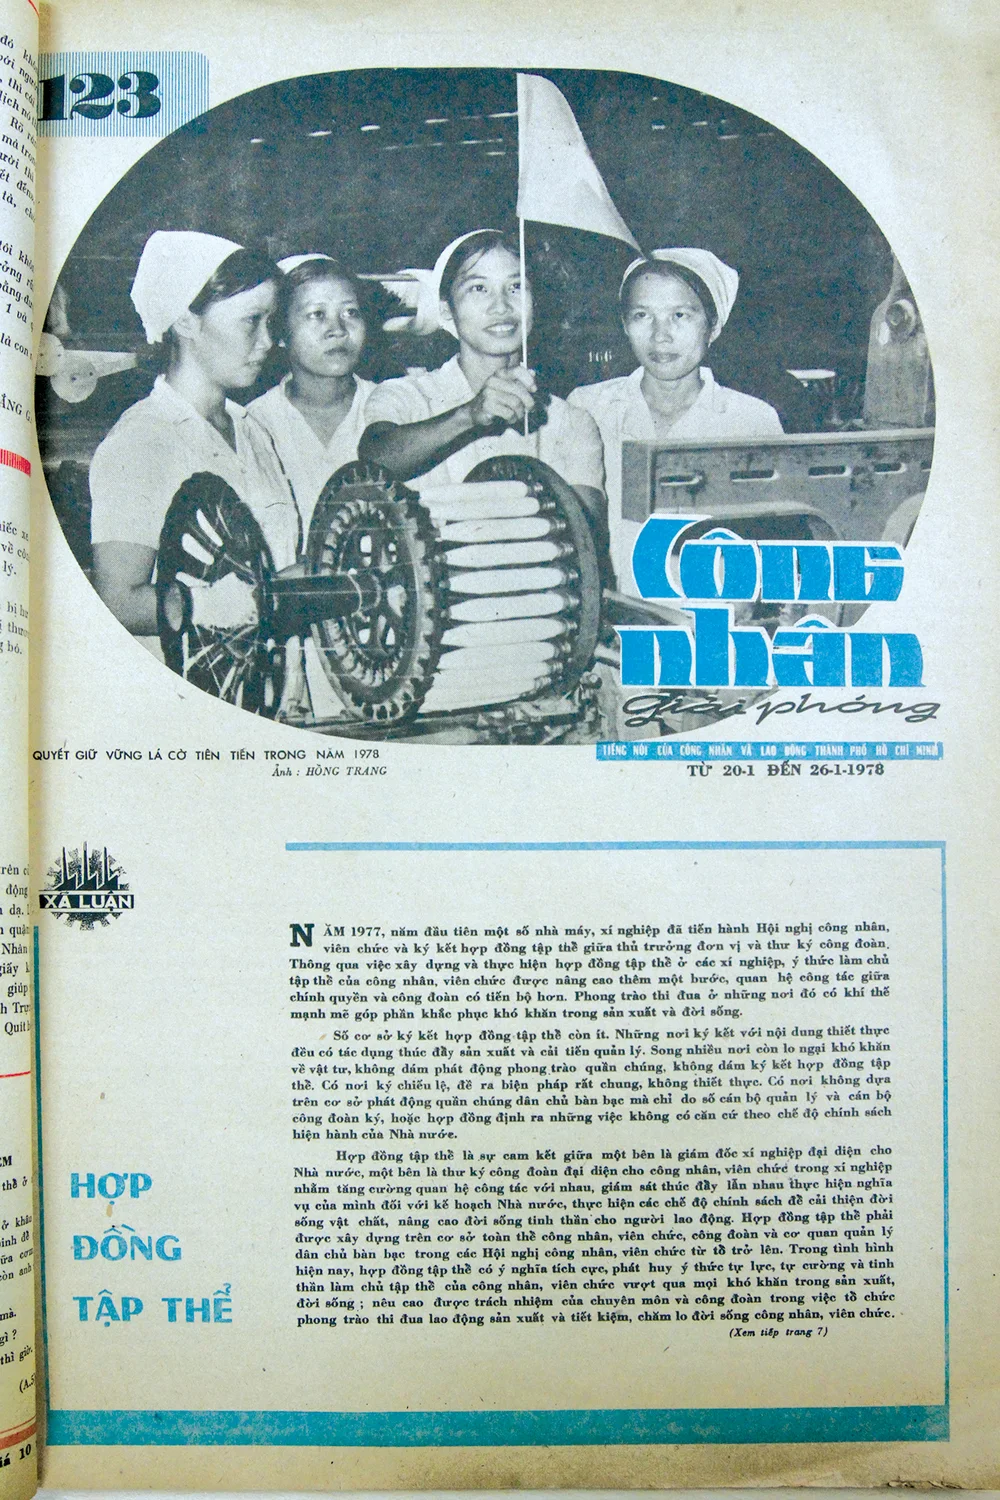 123
166
Công
nhân
giải phóng
TIẾNG NÓI CỦA CÔNG NHÂN VÀ LAO ĐỘNG THÀNH PHỐ HỒ CHÍ MINH
TỪ 20-1 ĐẾN 26-1-1978
QUYẾT GIỮ VỮNG LÁ CỜ TIÊN TIẾN TRONG NĂM 1978
Ảnh : HỒNG TRANG
XÃ LUẬN
HỢP
ĐỒNG
TẬP THỂ
NĂM 1977, năm đầu tiên một số nhà máy, xí nghiệp đã tiến hành Hội nghị công nhân,
viên chức và ký kết hợp đồng tập thể giữa thủ trưởng đơn vị và thư ký công đoàn.
Thông qua việc xây dựng và thực hiện hợp đồng tập thể ở các xí nghiệp, ý thức làm chủ
tập thể của công nhân, viên chức được nâng cao thêm một bước, quan hệ công tác giữa
chính quyền và công đoàn có tiến bộ hơn. Phong trào thi đua ở những nơi đó có khí thế
mạnh mẽ góp phần khắc phục khó khăn trong sản xuất và đời sống.
Số cơ sở ký kết hợp đồng tập thể còn ít. Những nơi ký kết với nội dung thiết thực
đều có tác dụng thúc đẩy sản xuất và cải tiến quản lý. Song nhiều nơi còn lo ngại khó khăn
về vật tư, không dám phát động phong trào quần chúng, không dám ký kết hợp đồng tập
thể. Có nơi ký chiếu lệ, đề ra biện pháp rất chung, không thiết thực. Có nơi không dựa
trên cơ sở phát động quần chúng dân chủ bàn bạc mà chỉ do số cán bộ quản lý và cán bộ
công đoàn ký, hoặc hợp đồng định ra những việc không có căn cứ theo chế độ chính sách
hiện hành của Nhà nước.
Hợp đồng tập thể là sự cam kết giữa một bên là giám đốc xí nghiệp đại diện cho
Nhà nước, một bên là thư ký công đoàn đại diện cho công nhân, viên chức trong xí nghiệp
nhằm tăng cường quan hệ công tác với nhau, giám sát thúc đẩy lẫn nhau thực hiện nghĩa
vụ của mình đối với kế hoạch Nhà nước, thực hiện các chế độ chính sách để cải thiện đời
sống vật chất, nâng cao đời sống tinh thần cho người lao động. Hợp đồng tập thể phải
được xây dựng trên cơ sở toàn thể công nhân, viên chức, công đoàn và cơ quan quản lý
dân chủ bàn bạc trong các Hội nghị công nhân, viên chức từ tổ trở lên. Trong tình hình
hiện nay, hợp đồng tập thể có ý nghĩa tích cực, phát huy ý thức tự lực, tự cường và tinh
thần làm chủ tập thể của công nhân, viên chức vượt qua mọi khó khăn trong sản xuất,
đời sống ; nêu cao được trách nhiệm của chuyên môn và công đoàn trong việc tổ chức
phong trào thi đua lao động sản xuất và tiết kiệm, chăm lo đời sống công nhân, viên chức.
(Xem tiếp trang 7)